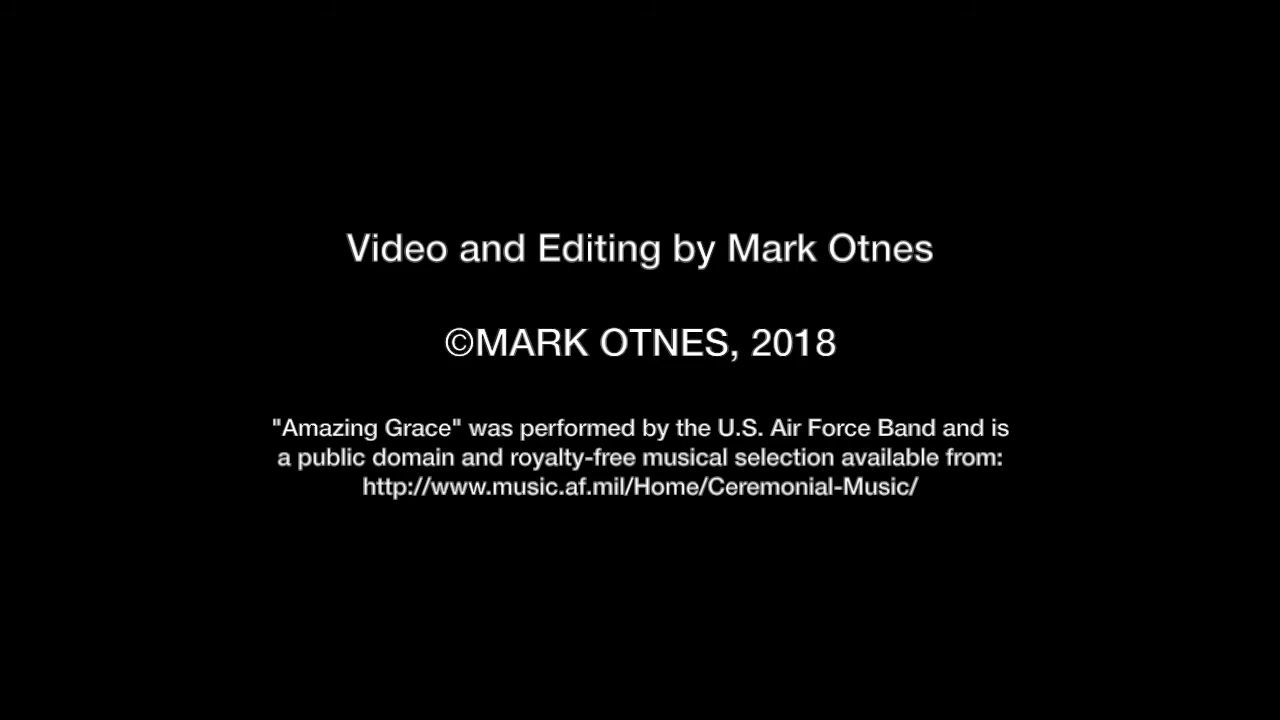 Video and Editing by Mark Otnes
©MARK OTNES, 2018
"Amazing Grace" was performed by the U.S. Air Force Band and is
a public domain and royalty-free musical selection available from:
http://www.music.af.mil/Home/Ceremonial-Music/